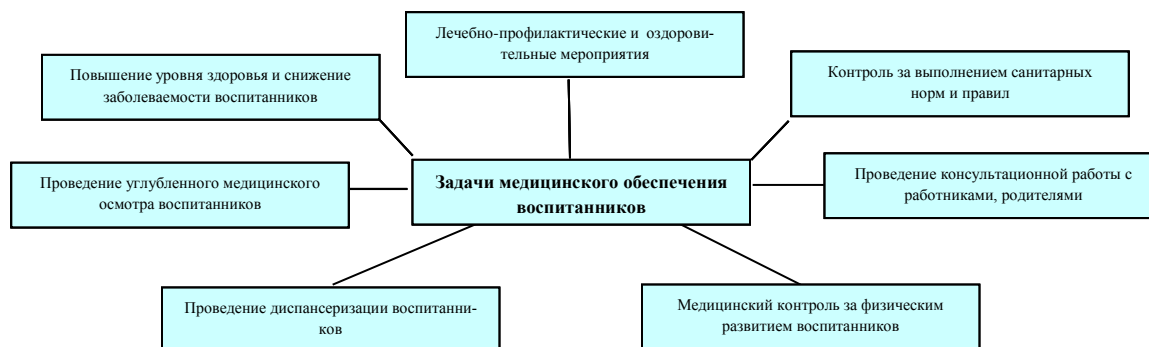 Лечебно-профилактические и оздорови-
тельные мероприятия
Повышение уровня здоровья и снижение
заболеваемости воспитанников
Контроль за выполнением санитарных
норм и правил
Задачи медицинского обеспечения
воспитанников
Проведение углубленного медицинского
осмотра воспитанников
Проведение консультационной работы с
работниками, родителями
Проведение диспансеризации воспитанни-
ков
Медицинский контроль за физическим
развитием воспитанников